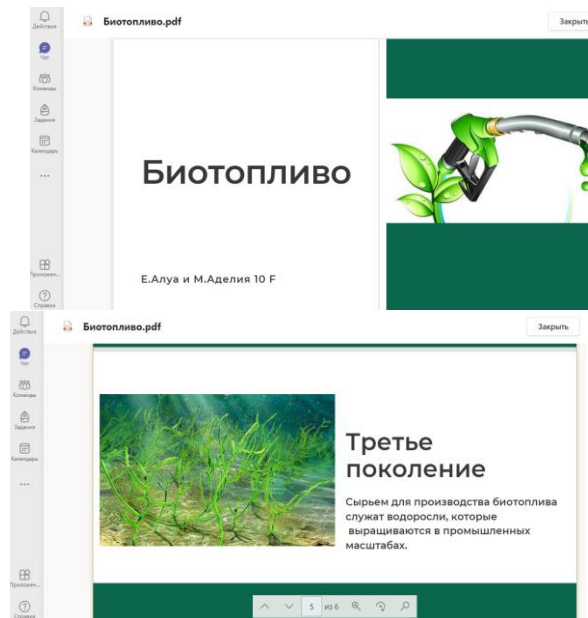 Действия
Биотопливо.pdf
Закрыть
Чат
Команды
Задания
Календарь
...
Биотопливо
Е.Алуа и М.Аделия 10 F
Приложен...
Справка
Действия
Биотопливо.pdf
Закрыть
Чат
Команды
Задания
Календарь
...
Третье
поколение
Сырьем для производства биотоплива
служат водоросли, которые
выращиваются в промышленных
масштабах.
Приложен...
5 из 6
Справка